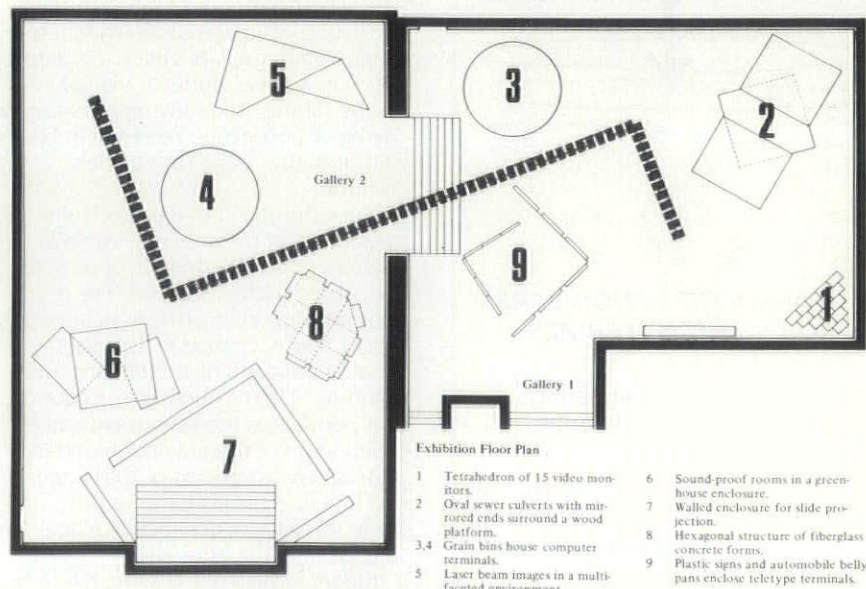 5
3
2
4
Gallery 2
9
1
8
6
Gallery 1
7
Exhibition Floor Plan
1 Tetrahedron of 15 video mon-
itors.
2 Oval sewer culverts with mir-
rored ends surround a wood
platform.
3,4 Grain bins house computer
terminals.
5 Laser beam images in a multi-
faceted environment.
6 Sound-proof rooms in a green-
house enclosure.
7 Walled enclosure for slide pro-
jection.
8 Hexagonal structure of fiberglass
concrete forms.
9 Plastic signs and automobile belly
pans enclose teletype terminals.